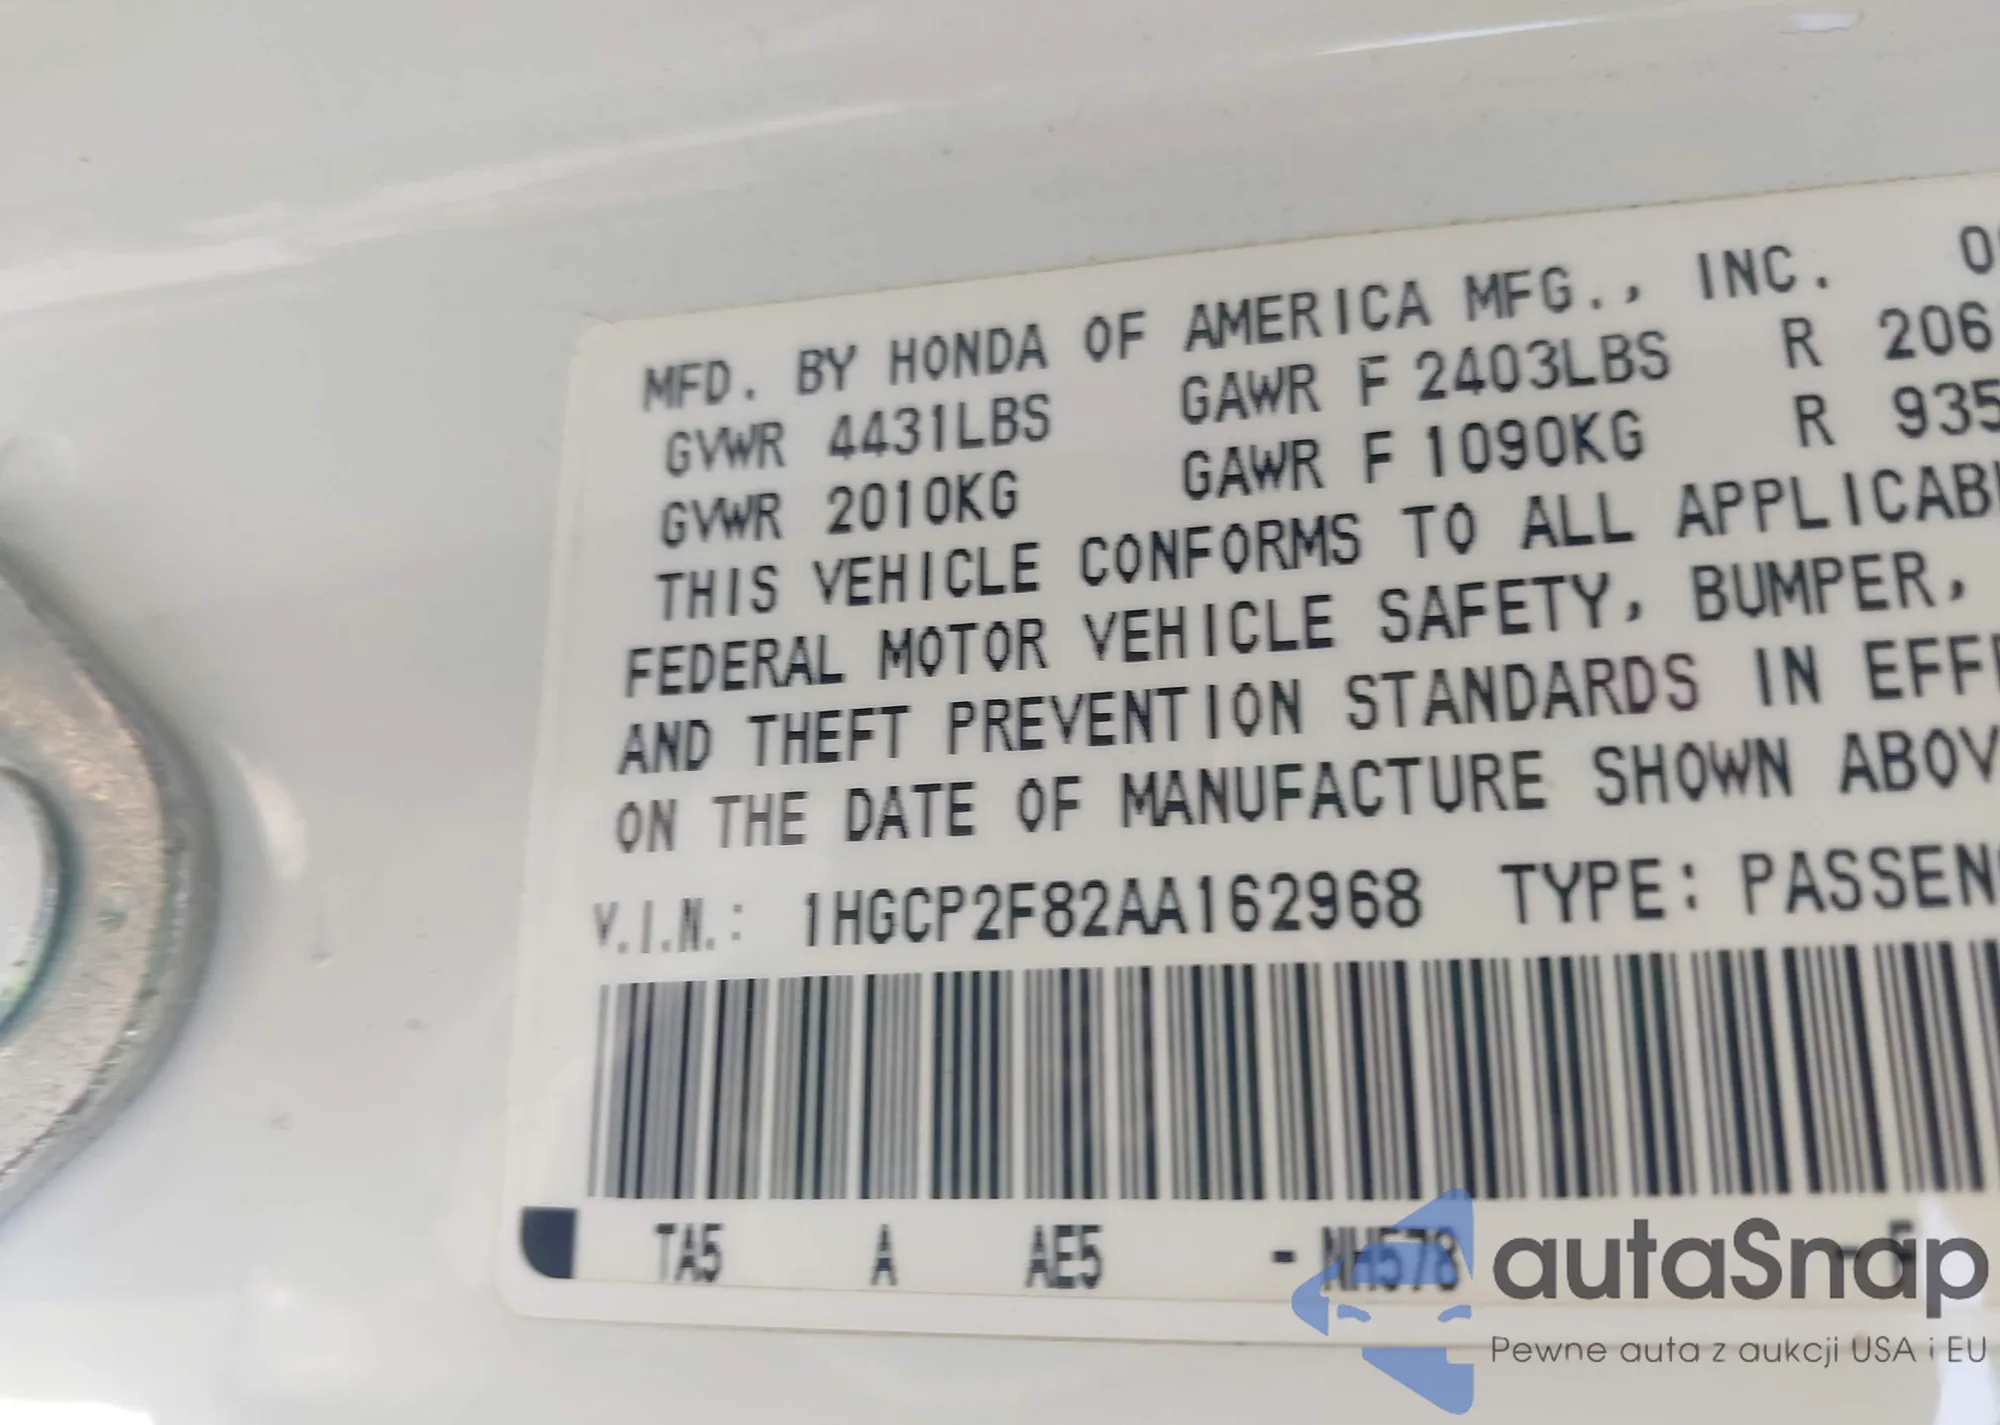 MFD. BY HONDA OF AMERICA MFG., INC. 0
GVWR 4431LBS GAWR F 2403LBS R 206
GVWR 2010KG GAWR F 1090KG R 935
THIS VEHICLE CONFORMS TO ALL APPLICAB
FEDERAL MOTOR VEHICLE SAFETY, BUMPER,
AND THEFT PREVENTION STANDARDS IN EFF
ON THE DATE OF MANUFACTURE SHOWN ABOV
V.I.N.: 1HGCP2F82AA162968 TYPE: PASSEN
TA5 A AE5 - NH578 - F
autaSnap
Pewne auta z aukcji USA i EU